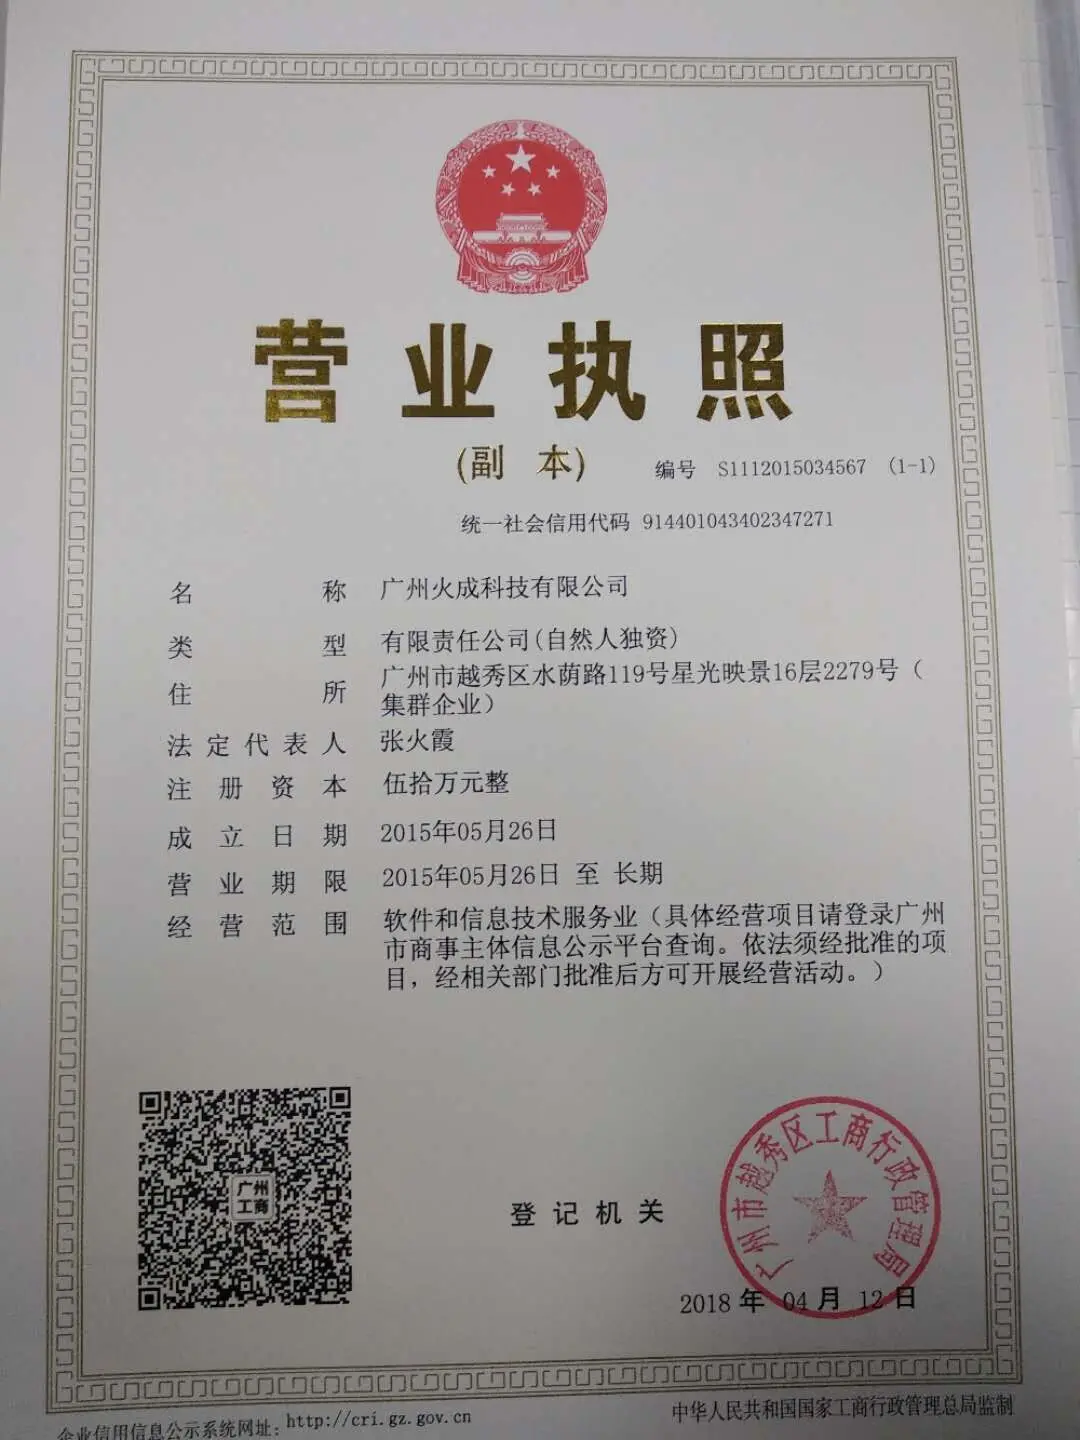 营业执照
(副 本)
编号 S1112015034567 (1-1)
统一社会信用代码 914401043402347271
名 称 广州火成科技有限公司
类 型 有限责任公司(自然人独资)
住 所 广州市越秀区水荫路119号星光映景16层2279号(
集群企业)
法定代表人 张火霞
注册资本 伍拾万元整
成立日期 2015年05月26日
营业期限 2015年05月26日 至 长期
经营范围 软件和信息技术服务业(具体经营项目请登录广州
市商事主体信息公示平台查询。依法须经批准的项
目,经相关部门批准后方可开展经营活动。)
广州
工商
登记机关
广州市越秀区工商行政管理局
2018 年 04 月 12 日
企业信用信息公示系统网址: http://cri.gz.gov.cn
中华人民共和国国家工商行政管理总局监制